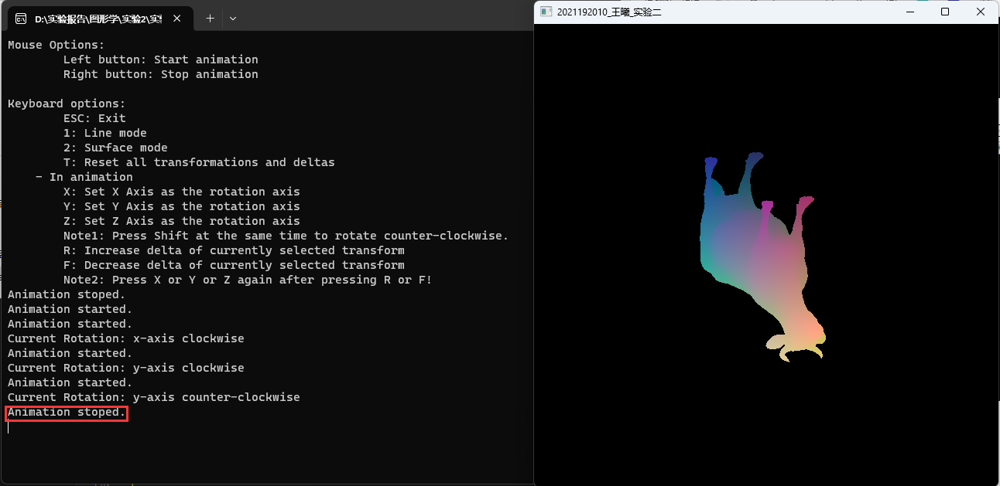 D:\实验报告\图形学\实验2\实
Mouse Options:
Left button: Start animation
Right button: Stop animation
Keyboard options:
ESC: Exit
1: Line mode
2: Surface mode
T: Reset all transformations and deltas
- In animation
X: Set X Axis as the rotation axis
Y: Set Y Axis as the rotation axis
Z: Set Z Axis as the rotation axis
Note1: Press Shift at the same time to rotate counter-clockwise.
R: Increase delta of currently selected transform
F: Decrease delta of currently selected transform
Note2: Press X or Y or Z again after pressing R or F!
Animation stoped.
Animation started.
Animation started.
Current Rotation: x-axis clockwise
Animation started.
Current Rotation: y-axis clockwise
Animation started.
Current Rotation: y-axis counter-clockwise
Animation stoped.
2021192010_王曦_实验二